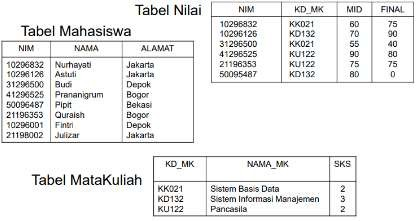 Tabel Nilai
NIM KD_MK MID FINAL
10296832 KK021 60 75
10296126 KD132 70 90
31296500 KK021 55 40
41296525 KU122 90 80
21196353 KU122 75 75
50095487 KD132 80 0
Tabel Mahasiswa
NIM NAMA ALAMAT
10296832 Nurhayati Jakarta
10296126 Astuti Jakarta
31296500 Budi Depok
41296525 Prananigrum Bogor
50096487 Pipit Bekasi
21196353 Quraish Bogor
10296001 Fintri Depok
21198002 Julizar Jakarta
Tabel MataKuliah
KD_MK NAMA_MK SKS
KK021 Sistem Basis Data 2
KD132 Sistem Informasi Manajemen 3
KU122 Pancasila 2